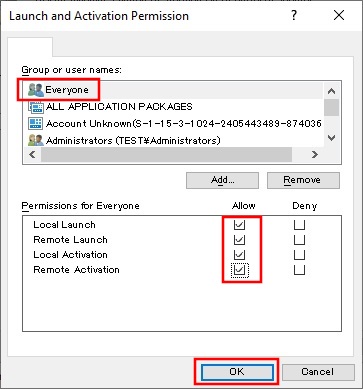 Launch and Activation Permission
Group or user names:
Everyone
ALL APPLICATION PACKAGES
Account Unknown(S-1-15-3-1024-2405443489-874036
Administrators (TEST¥Administrators)
Add... Remove
Permissions for Everyone Allow Deny
Local Launch
Remote Launch
Local Activation
Remote Activation
OK Cancel